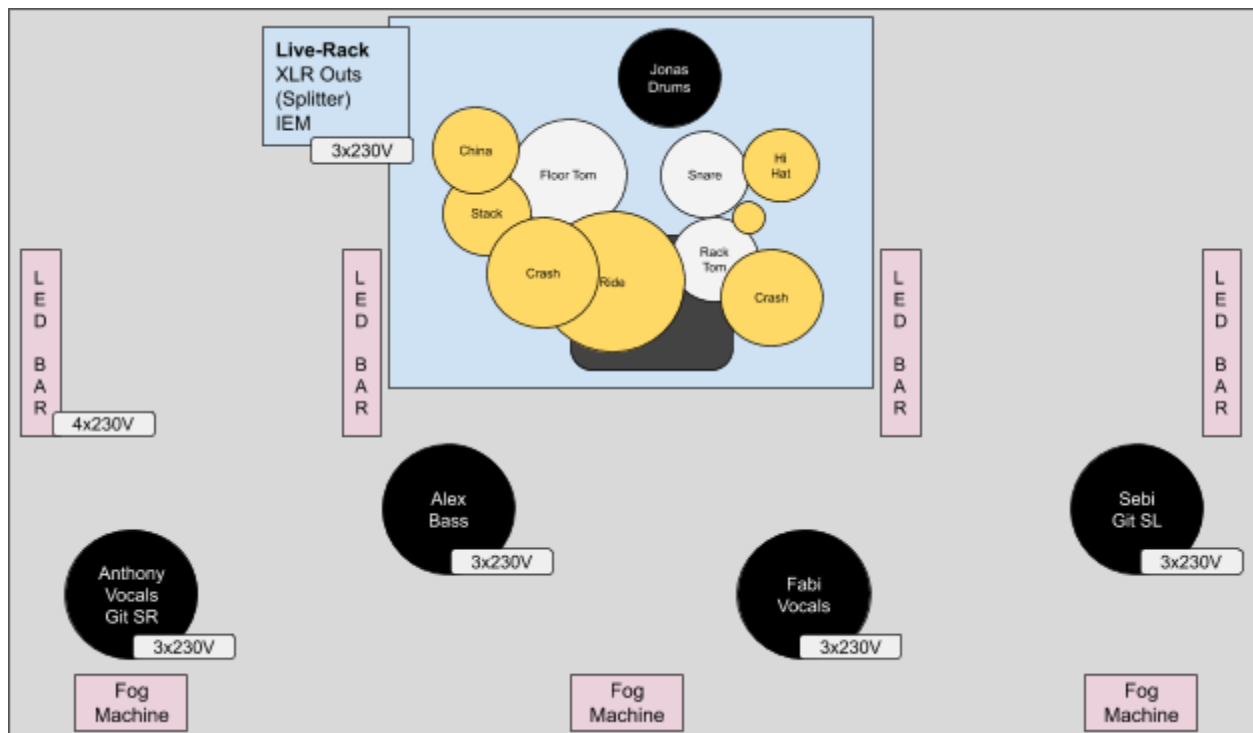 Live-Rack
XLR Outs
(Splitter)
IEM
3x230V
Jonas
Drums
China
Floor Tom
Snare
Hi
Hat
Stack
Crash
Ride
Rack
Tom
Crash
L
E
D
B
A
R
4x230V
L
E
D
B
A
R
L
E
D
B
A
R
L
E
D
B
A
R
Alex
Bass
3x230V
Sebi
Git SL
3x230V
Anthony
Vocals
Git SR
3x230V
Fabi
Vocals
3x230V
Fog
Machine
Fog
Machine
Fog
Machine